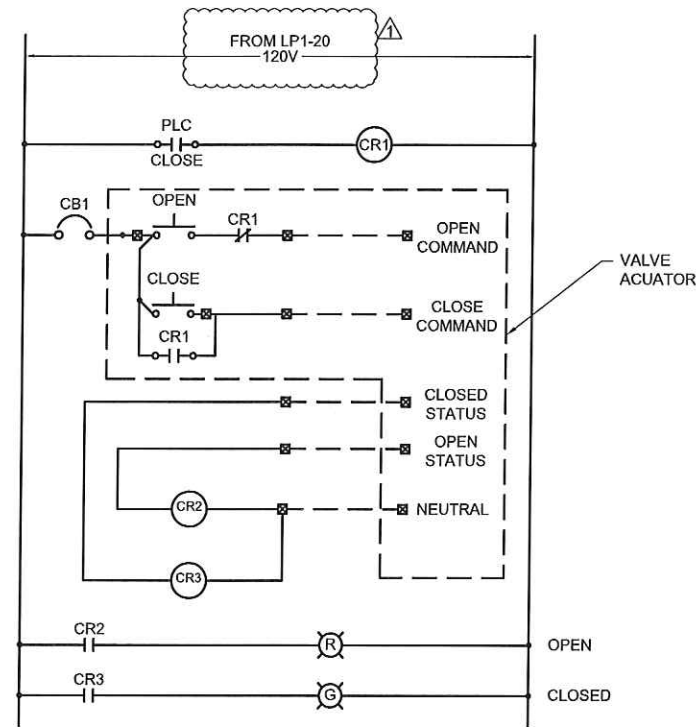 FROM LP1-20
120V
1
PLC
CLOSE
CR1
CB1
OPEN
CR1
OPEN
COMMAND
VALVE
ACUATOR
CLOSE
CLOSE
COMMAND
CR1
CLOSED
STATUS
OPEN
STATUS
CR2
NEUTRAL
CR3
CR2
R
OPEN
CR3
G
CLOSED